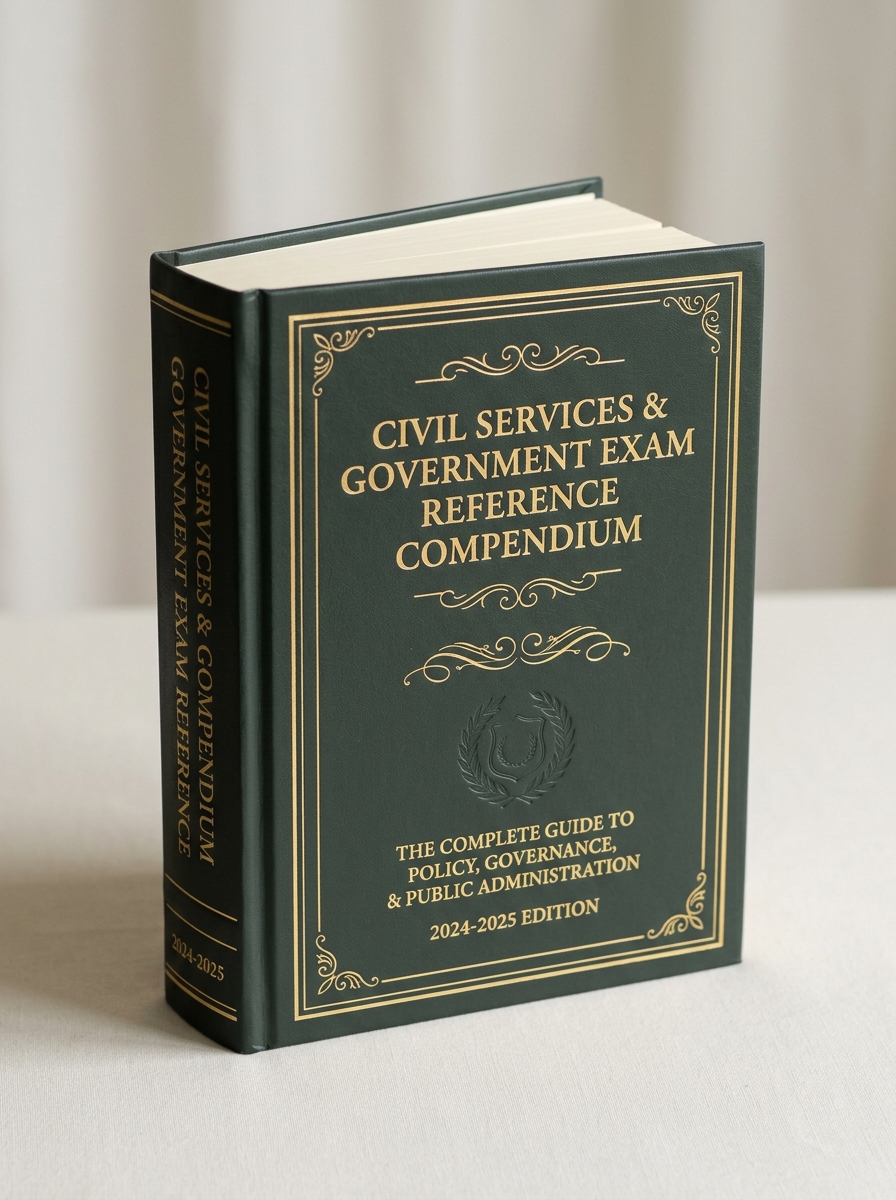 CIVIL SERVICES &
GOVERNMENT EXAM
REFERENCE
COMPENDIUM
THE COMPLETE GUIDE TO
POLICY, GOVERNANCE,
& PUBLIC ADMINISTRATION
2024-2025 EDITION
CIVIL SERVICES & COMPENDIUM
GOVERNMENT EXAM REFERENCE
2024-2025